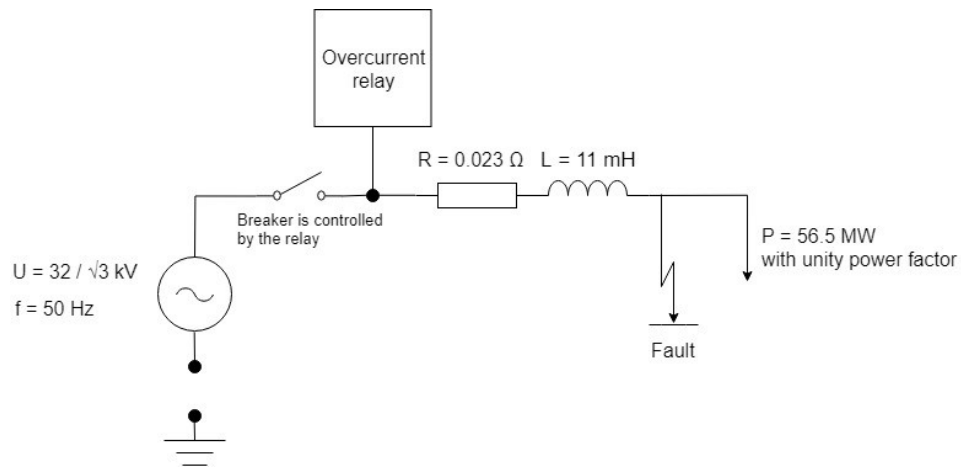 Overcurrent
relay
R = 0.023 Ω L = 11 mH
Breaker is controlled
by the relay
U = 32 / √3 kV
f = 50 Hz
P = 56.5 MW
with unity power factor
Fault